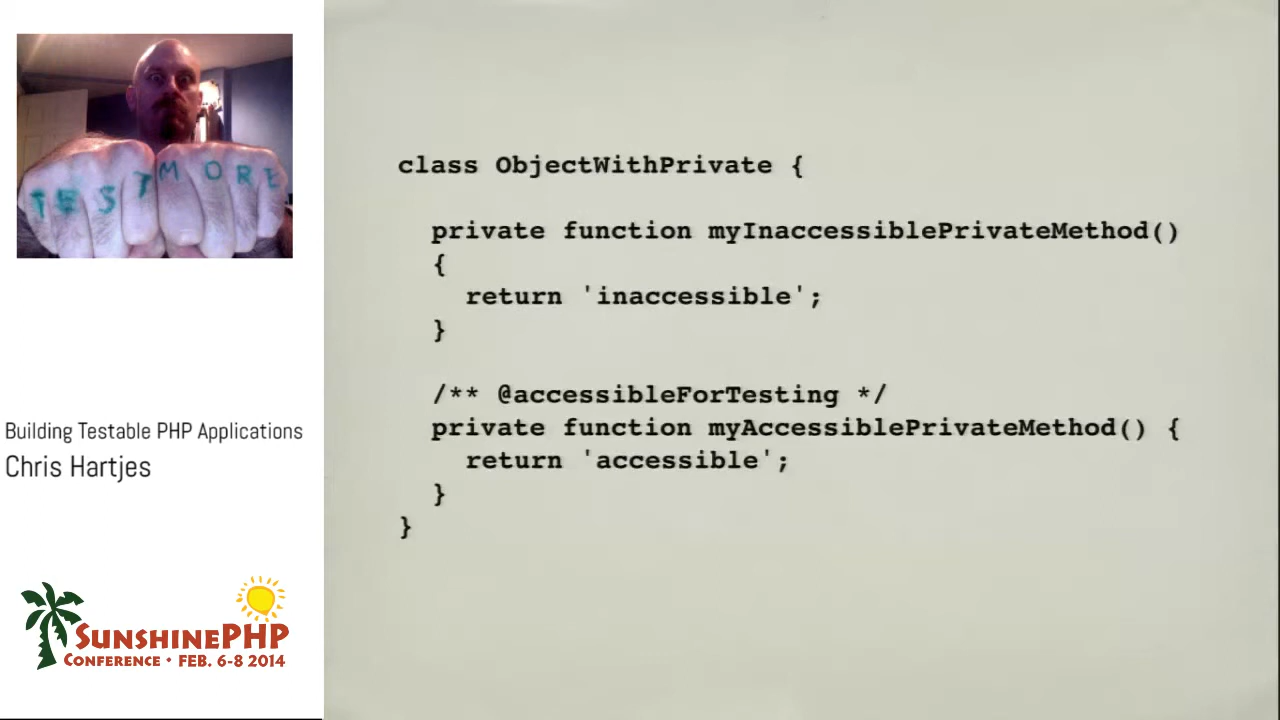 TEST MORE
Building Testable PHP Applications
Chris Hartjes
SUNSHINEPHP
CONFERENCE • FEB. 6-8 2014
class ObjectWithPrivate {
private function myInaccessiblePrivateMethod()
{
return 'inaccessible';
}
/** @accessibleForTesting */
private function myAccessiblePrivateMethod() {
return 'accessible';
}
}